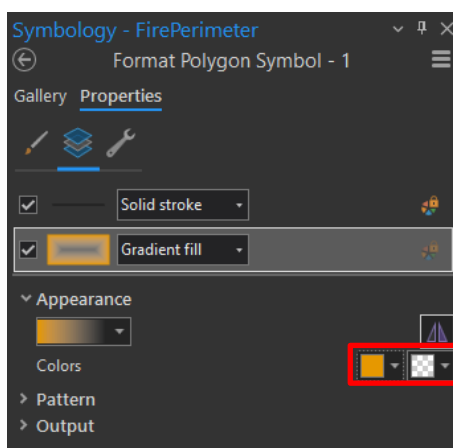 Symbology - FirePerimeter
Format Polygon Symbol - 1
Gallery Properties
Solid stroke
Gradient fill
Appearance
Colors
Pattern
Output